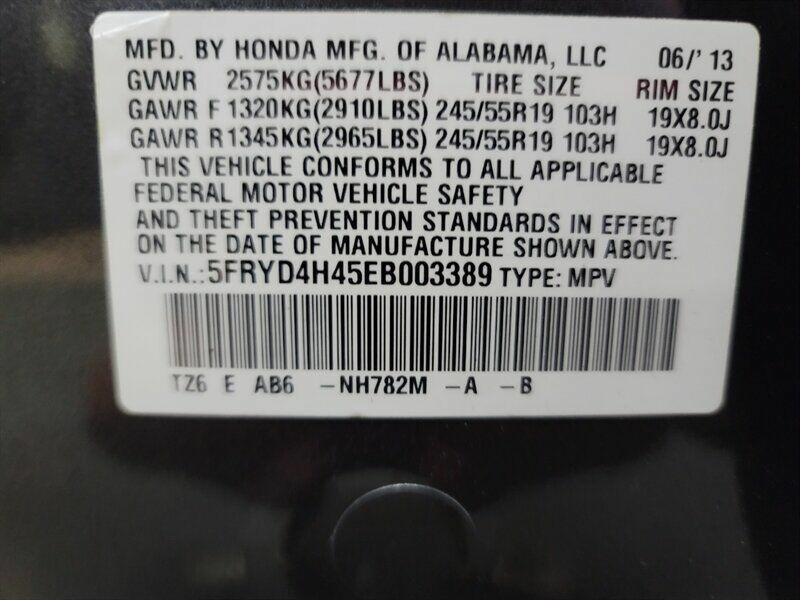 MFD. BY HONDA MFG. OF ALABAMA, LLC 06/' 13
GVWR 2575KG(5677LBS) TIRE SIZE RIM SIZE
GAWR F 1320KG(2910LBS) 245/55R19 103H 19X8.0J
GAWR R 1345KG(2965LBS) 245/55R19 103H 19X8.0J
THIS VEHICLE CONFORMS TO ALL APPLICABLE
FEDERAL MOTOR VEHICLE SAFETY
AND THEFT PREVENTION STANDARDS IN EFFECT
ON THE DATE OF MANUFACTURE SHOWN ABOVE.
V.I.N.: 5FRYD4H45EB003389 TYPE: MPV
TZ6 E AB6 -NH782M -A -B